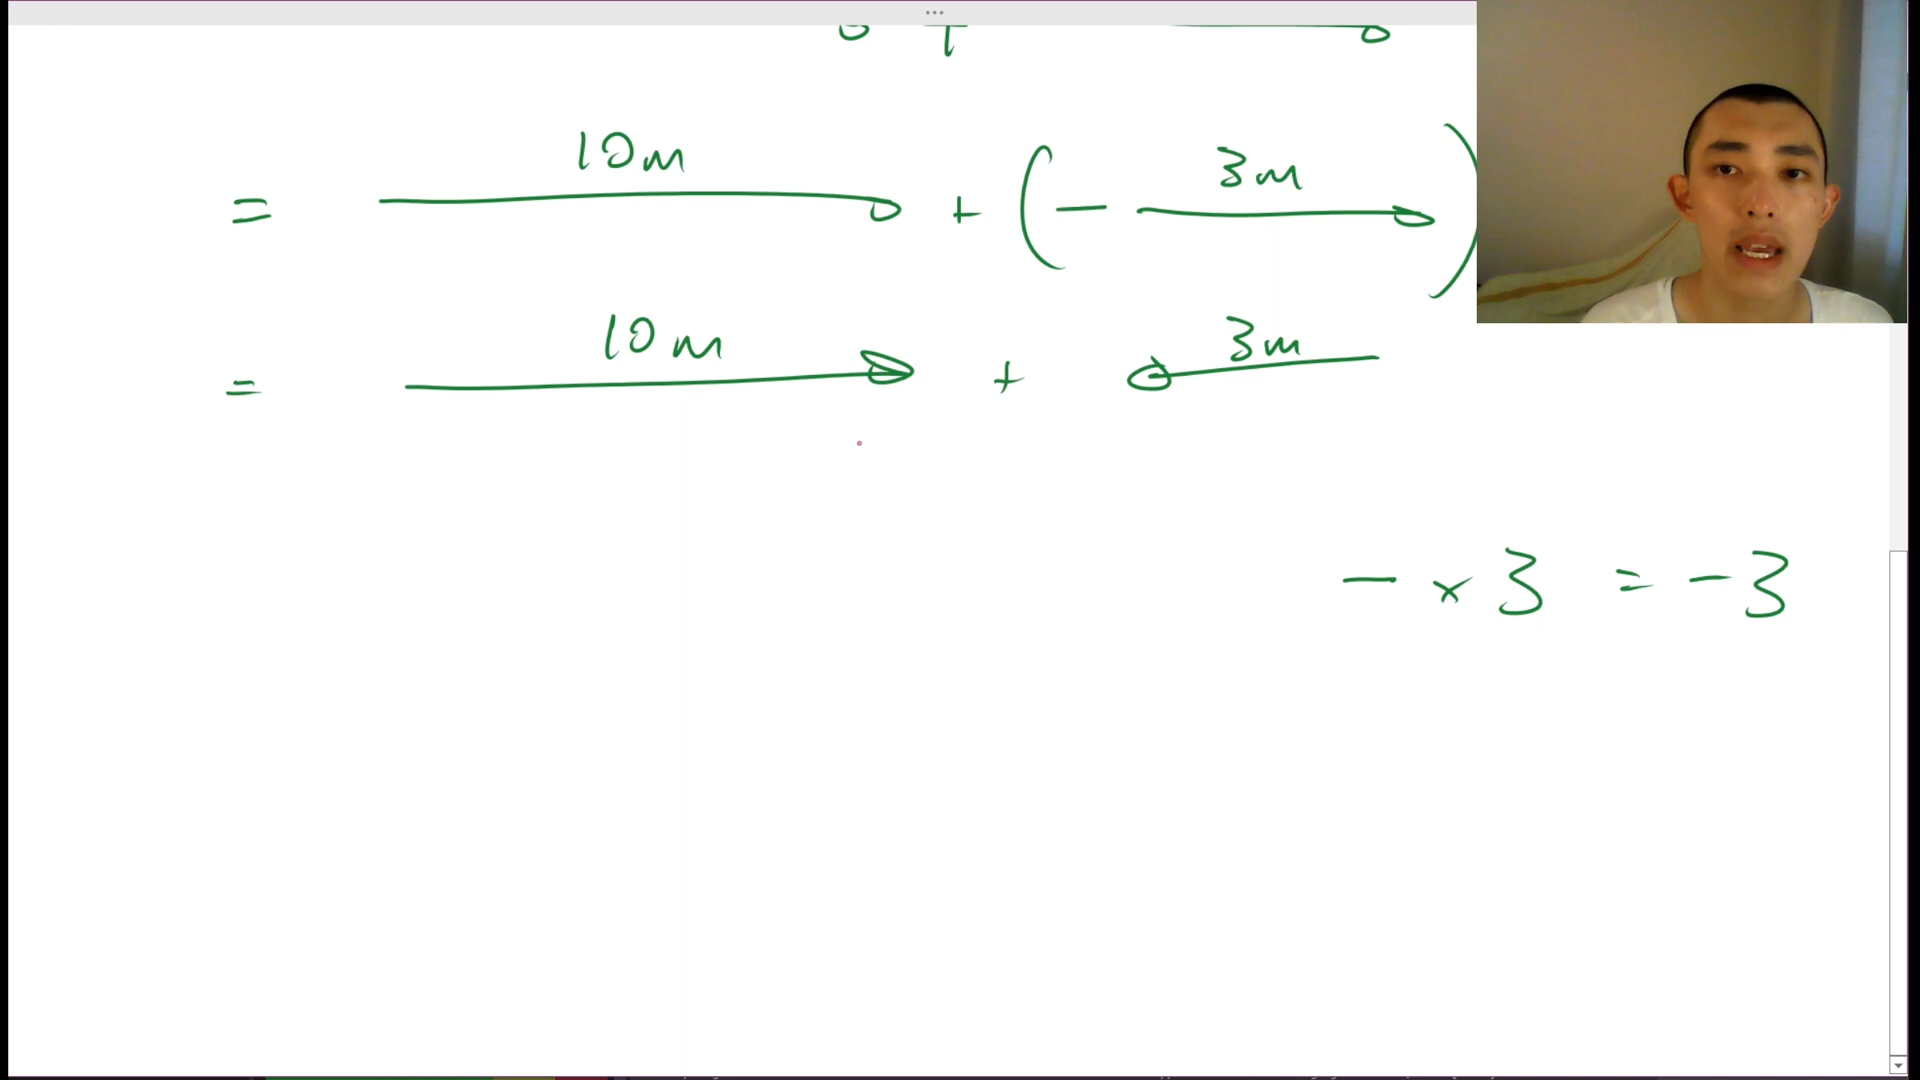 10m 3m
= + (- )
10m 3m
= +
- × 3 = -3